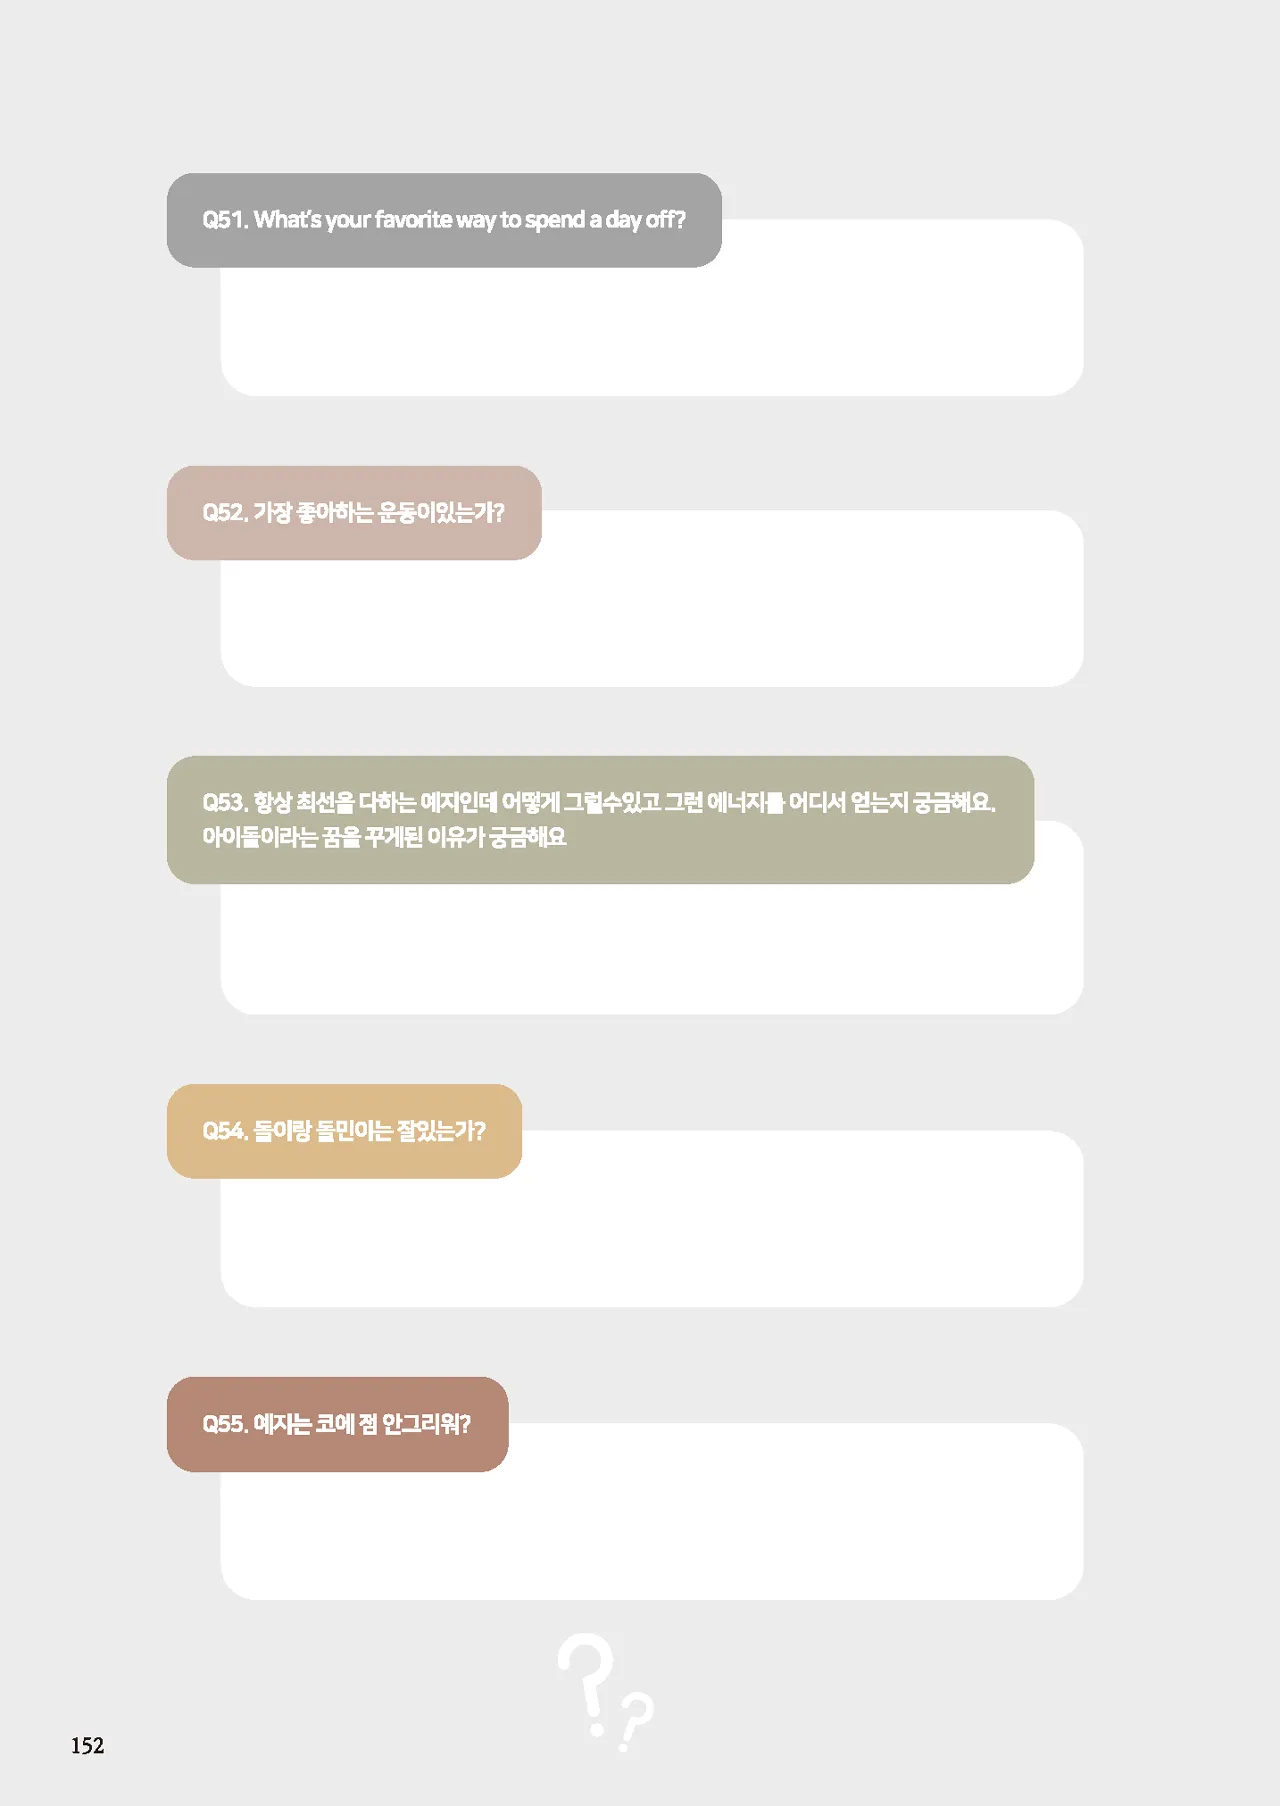 Q51. What's your favorite way to spend a day off?
Q52. 가장 좋아하는 운동이있는가?
Q53. 항상 최선을 다하는 예지인데 어떻게 그럴수있고 그런 에너지를 어디서 얻는지 궁금해요.
아이돌이라는 꿈을 꾸게된 이유가 궁금해요
Q54. 돌이랑 돌민이는 잘있는가?
Q55. 예지는 코에 점 안그리워?
??
152